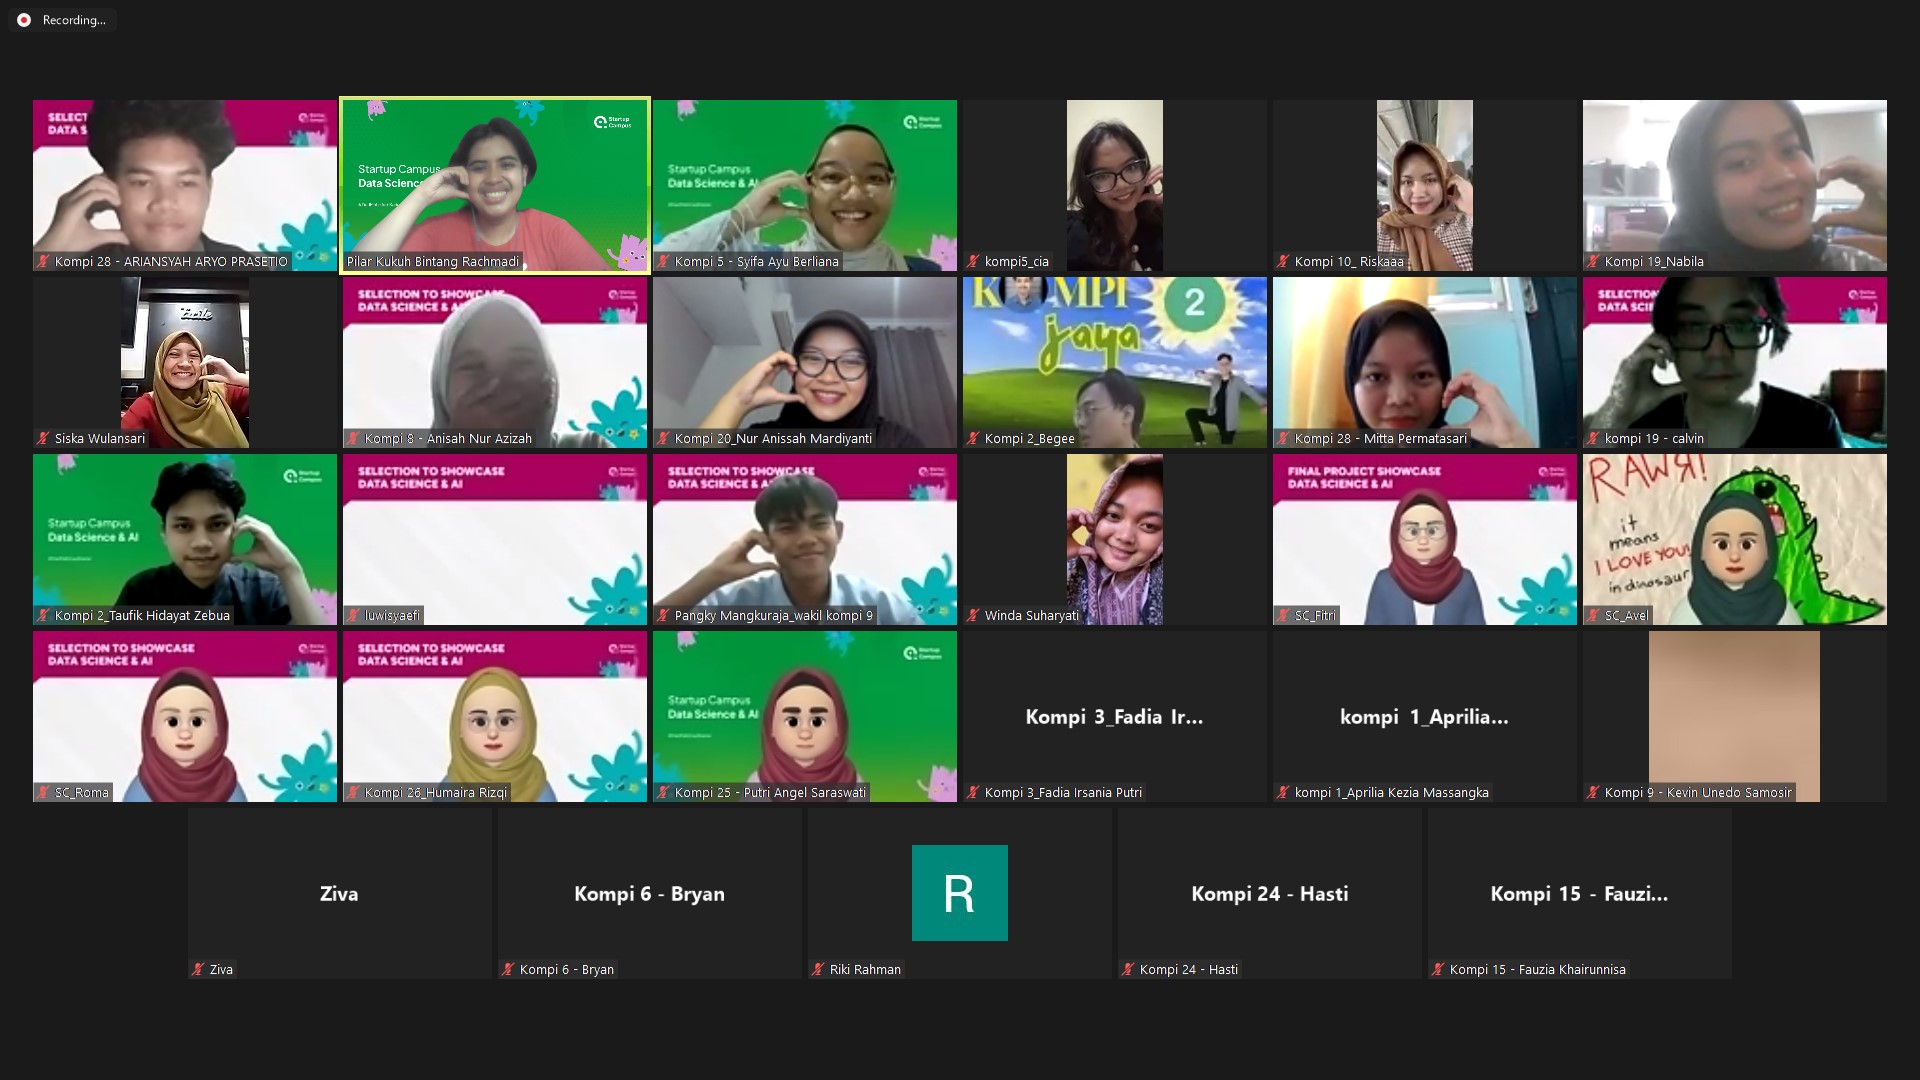 Recording...
SELECT
DATA S
Kompi 28 - ARIANSYAH ARYO PRASETIO
Startup Campus
Startup Campus
Data Science
Pilar Kukuh Bintang Rachmadi
Startup Campus
Startup Campus
Data Science & AI
Kompi 5 - Syifa Ayu Berliana
kompi5_cia
Kompi 10_ Riskaaa
Kompi 19_Nabila
Siska Wulansari
SELECTION TO SHOWCASE
DATA SCIENCE & A
Kompi 8 - Anisah Nur Azizah
Kompi 20_Nur Anissah Mardiyanti
K MPI
jaya
2
Kompi 2_Begee
Kompi 28 - Mitta Permatasari
SELECTION
DATA SCIE
kompi 19 - calvin
Startup Campus
Startup Campus
Data Science & AI
Kompi 2_Taufik Hidayat Zebua
SELECTION TO SHOWCASE
DATA SCIENCE & AI
luwisyaefi
SELECTION TO SHOWCASE
DATA SCIENCE & A
Pangky Mangkuraja_wakil kompi 9
Winda Suharyati
FINAL PROJECT SHOWCASE
DATA SCIENCE & AI
SC_Fitri
RAWR!
it
means
I LOVE YOU!
in dinosaur
SC_Avel
SELECTION TO SHOWCASE
DATA SCIENCE & AI
SC_Roma
SELECTION TO SHOWCASE
DATA SCIENCE & AI
Kompi 26_Humaira Rizqi
Startup Campus
Startup Campus
Data Science & AI
Kompi 25 - Putri Angel Saraswati
Kompi 3_Fadia Ir...
Kompi 3_Fadia Irsania Putri
kompi 1_Aprilia...
kompi 1_Aprilia Kezia Massangka
Kompi 9 - Kevin Unedo Samosir
Ziva
Ziva
Kompi 6 - Bryan
Kompi 6 - Bryan
R
Riki Rahman
Kompi 24 - Hasti
Kompi 24 - Hasti
Kompi 15 - Fauzi...
Kompi 15 - Fauzia Khairunnisa